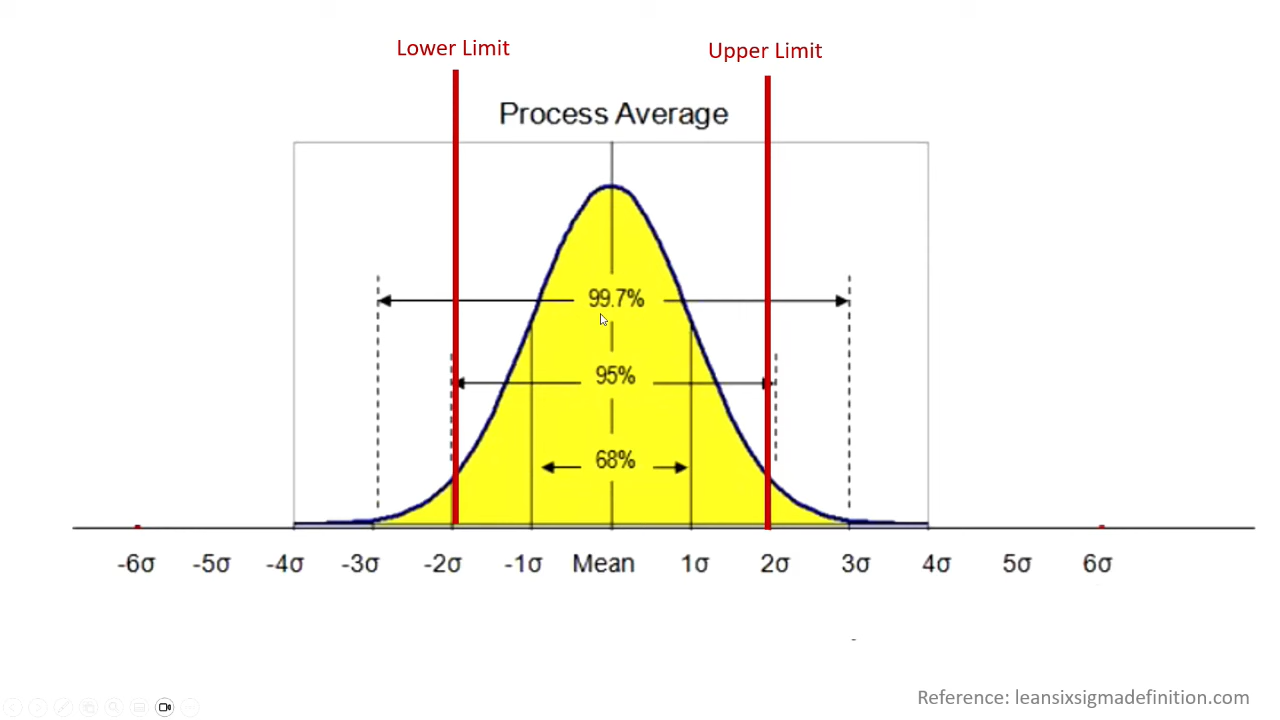 Lower Limit
Upper Limit
Process Average
99.7%
95%
68%
-6σ -5σ -4σ -3σ -2σ -1σ Mean 1σ 2σ 3σ 4σ 5σ 6σ
Reference: leansixsigmadefinition.com